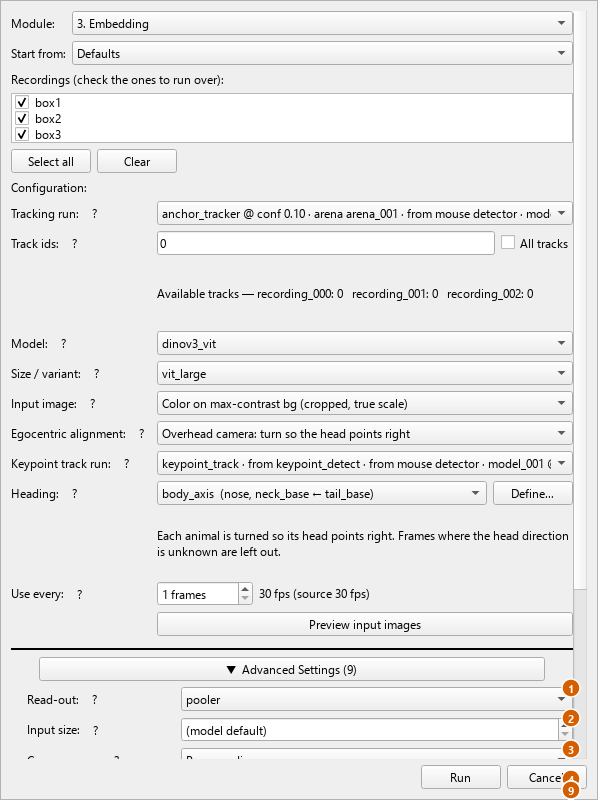 Module: 3. Embedding
Start from: Defaults
Recordings (check the ones to run over):
box1
box2
box3
Select all Clear
Configuration:
Tracking run: ? anchor_tracker @ conf 0.10 · arena arena_001 · from mouse detector · mod
Track ids: ? 0 All tracks
Available tracks — recording_000: 0 recording_001: 0 recording_002: 0
Model: ? dinov3_vit
Size / variant: ? vit_large
Input image: ? Color on max-contrast bg (cropped, true scale)
Egocentric alignment: ? Overhead camera: turn so the head points right
Keypoint track run: ? keypoint_track · from keypoint_detect · from mouse detector · model_001
Heading: ? body_axis (nose, neck_base ← tail_base) Define...
Each animal is turned so its head points right. Frames where the head direction
is unknown are left out.
Use every: ? 1 frames 30 fps (source 30 fps)
Preview input images
▼ Advanced Settings (9)
1
Read-out: ? pooler
2
Input size: ? (model default)
3
Run Cancel
9